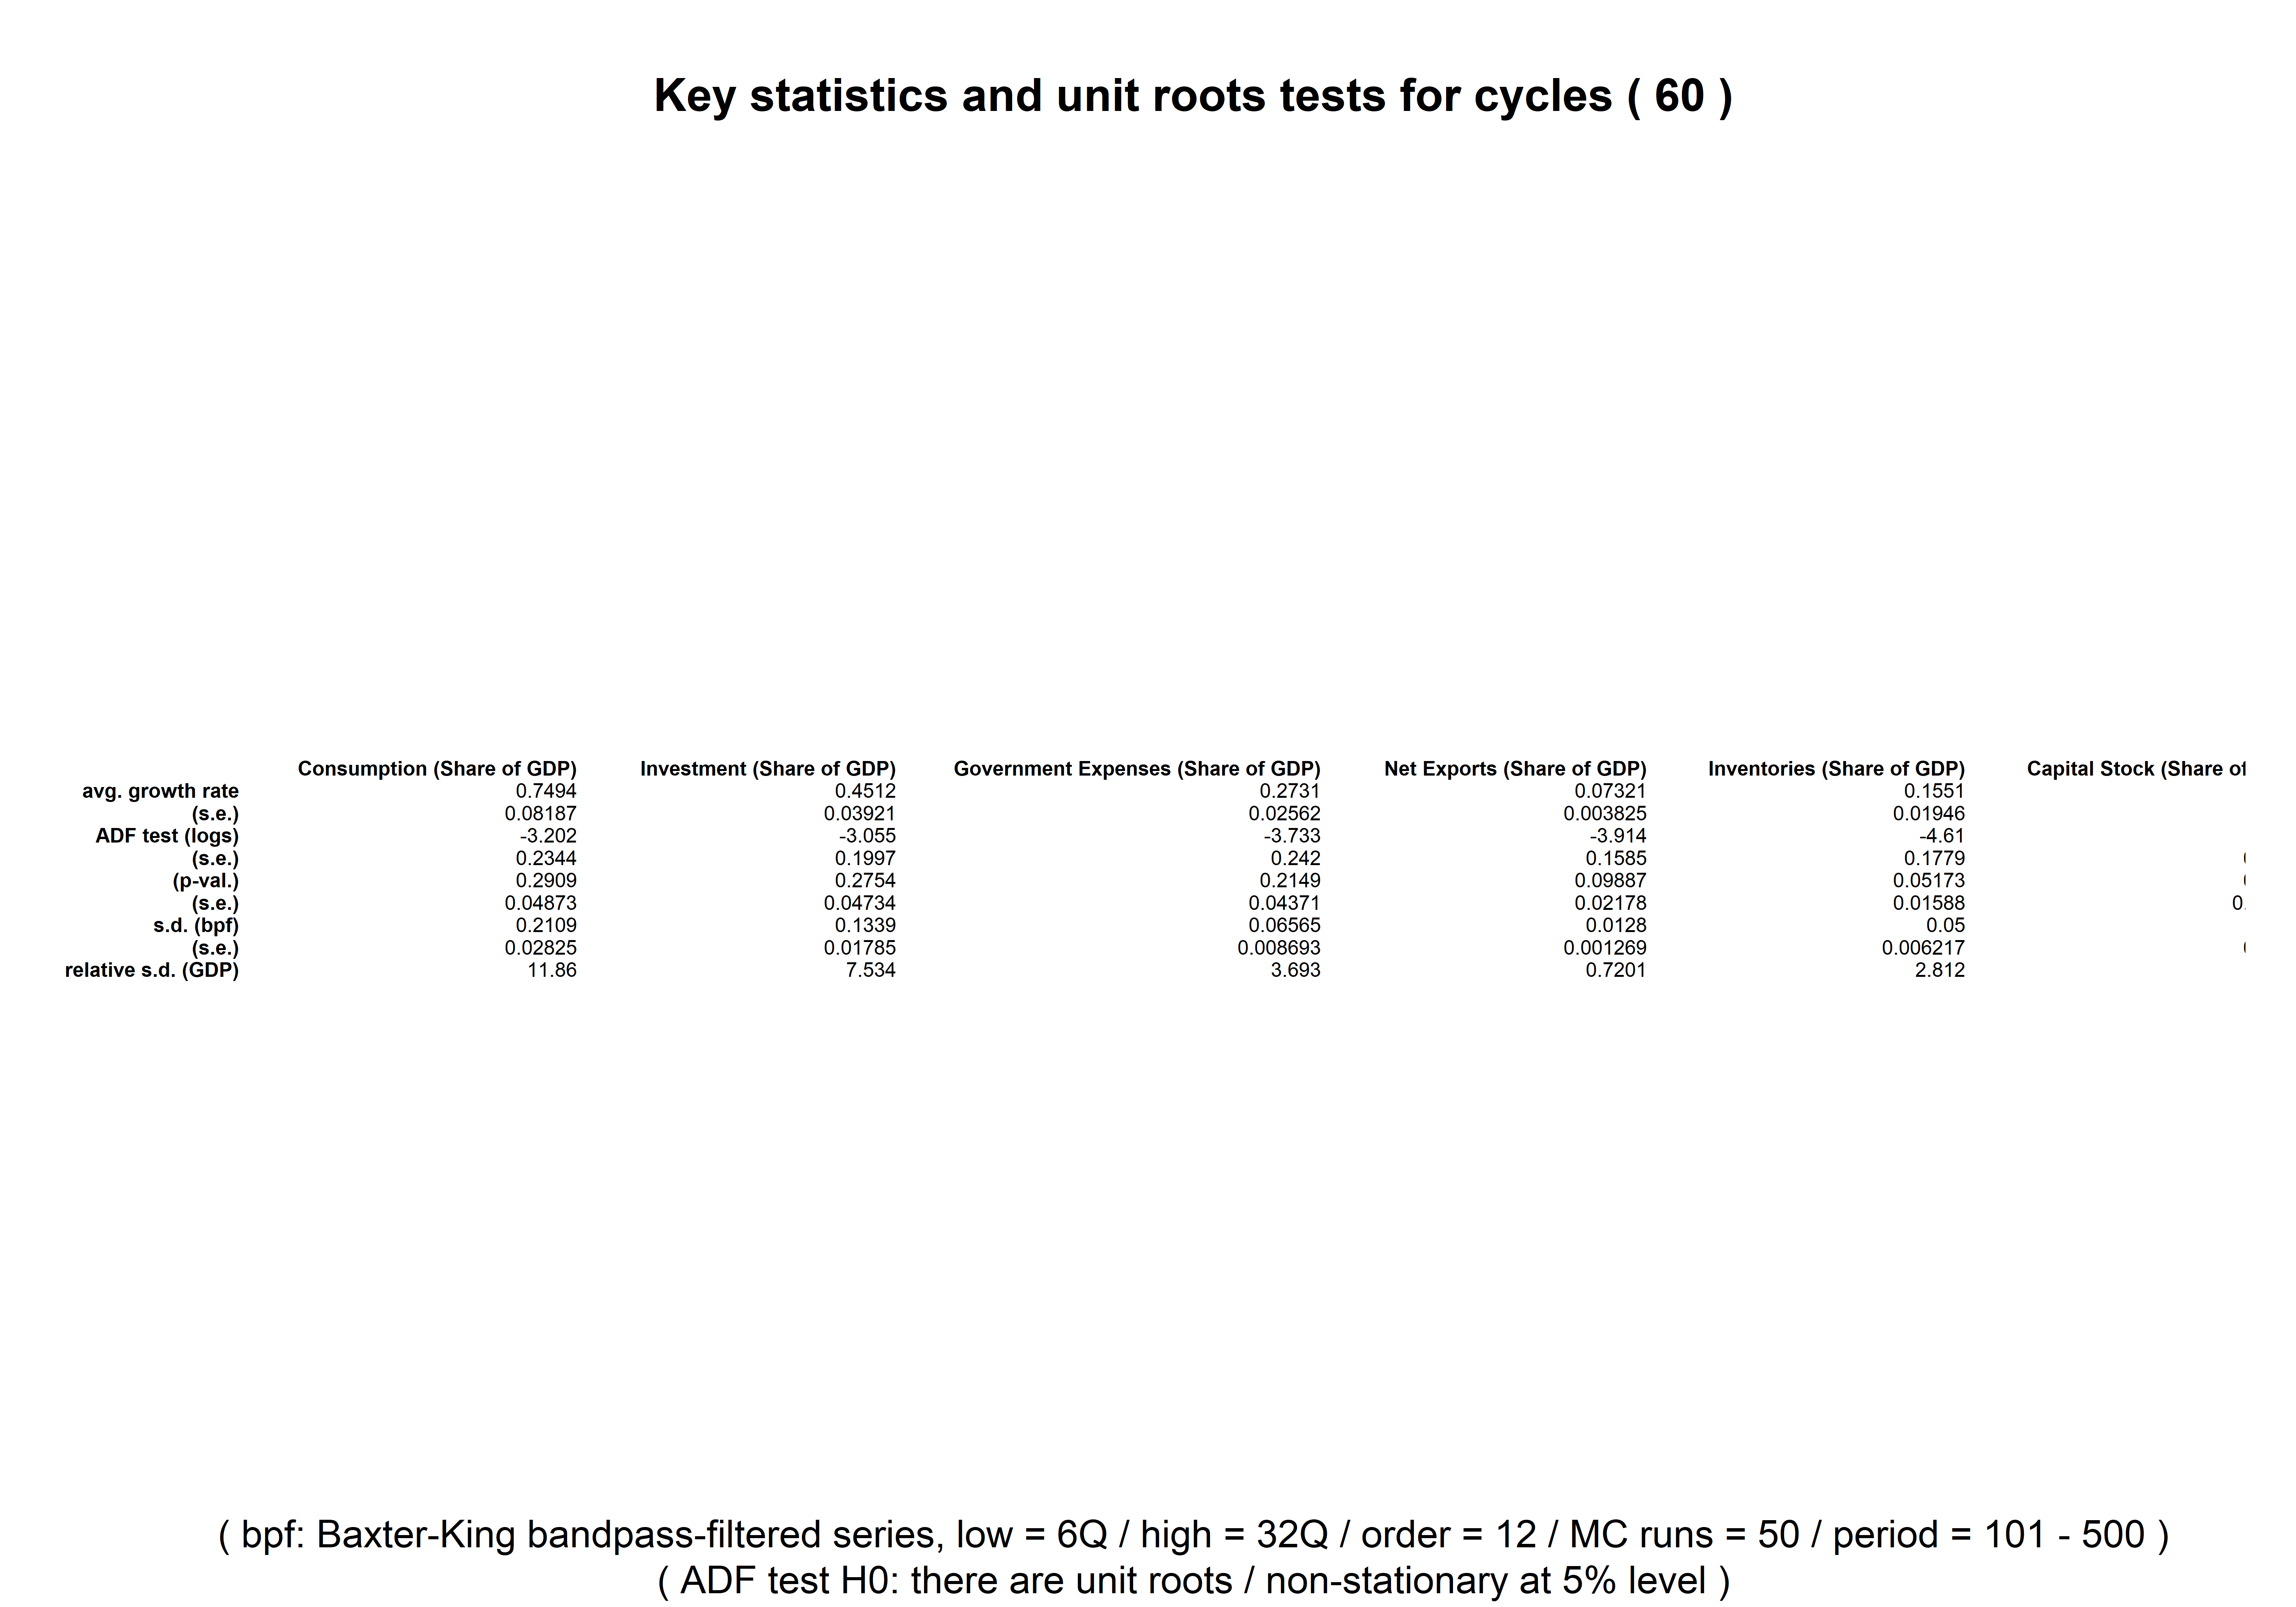 Key statistics and unit roots tests for cycles ( 60 )
Consumption (Share of GDP) Investment (Share of GDP) Government Expenses (Share of GDP) Net Exports (Share of GDP) Inventories (Share of GDP) Capital Stock (Share of
avg. growth rate 0.7494 0.4512 0.2731 0.07321 0.1551
(s.e.) 0.08187 0.03921 0.02562 0.003825 0.01946
ADF test (logs) -3.202 -3.055 -3.733 -3.914 -4.61
(s.e.) 0.2344 0.1997 0.242 0.1585 0.1779
(p-val.) 0.2909 0.2754 0.2149 0.09887 0.05173
(s.e.) 0.04873 0.04734 0.04371 0.02178 0.01588 0.
s.d. (bpf) 0.2109 0.1339 0.06565 0.0128 0.05
(s.e.) 0.02825 0.01785 0.008693 0.001269 0.006217
relative s.d. (GDP) 11.86 7.534 3.693 0.7201 2.812
( bpf: Baxter-King bandpass-filtered series, low = 6Q / high = 32Q / order = 12 / MC runs = 50 / period = 101 - 500 )
( ADF test H0: there are unit roots / non-stationary at 5% level )